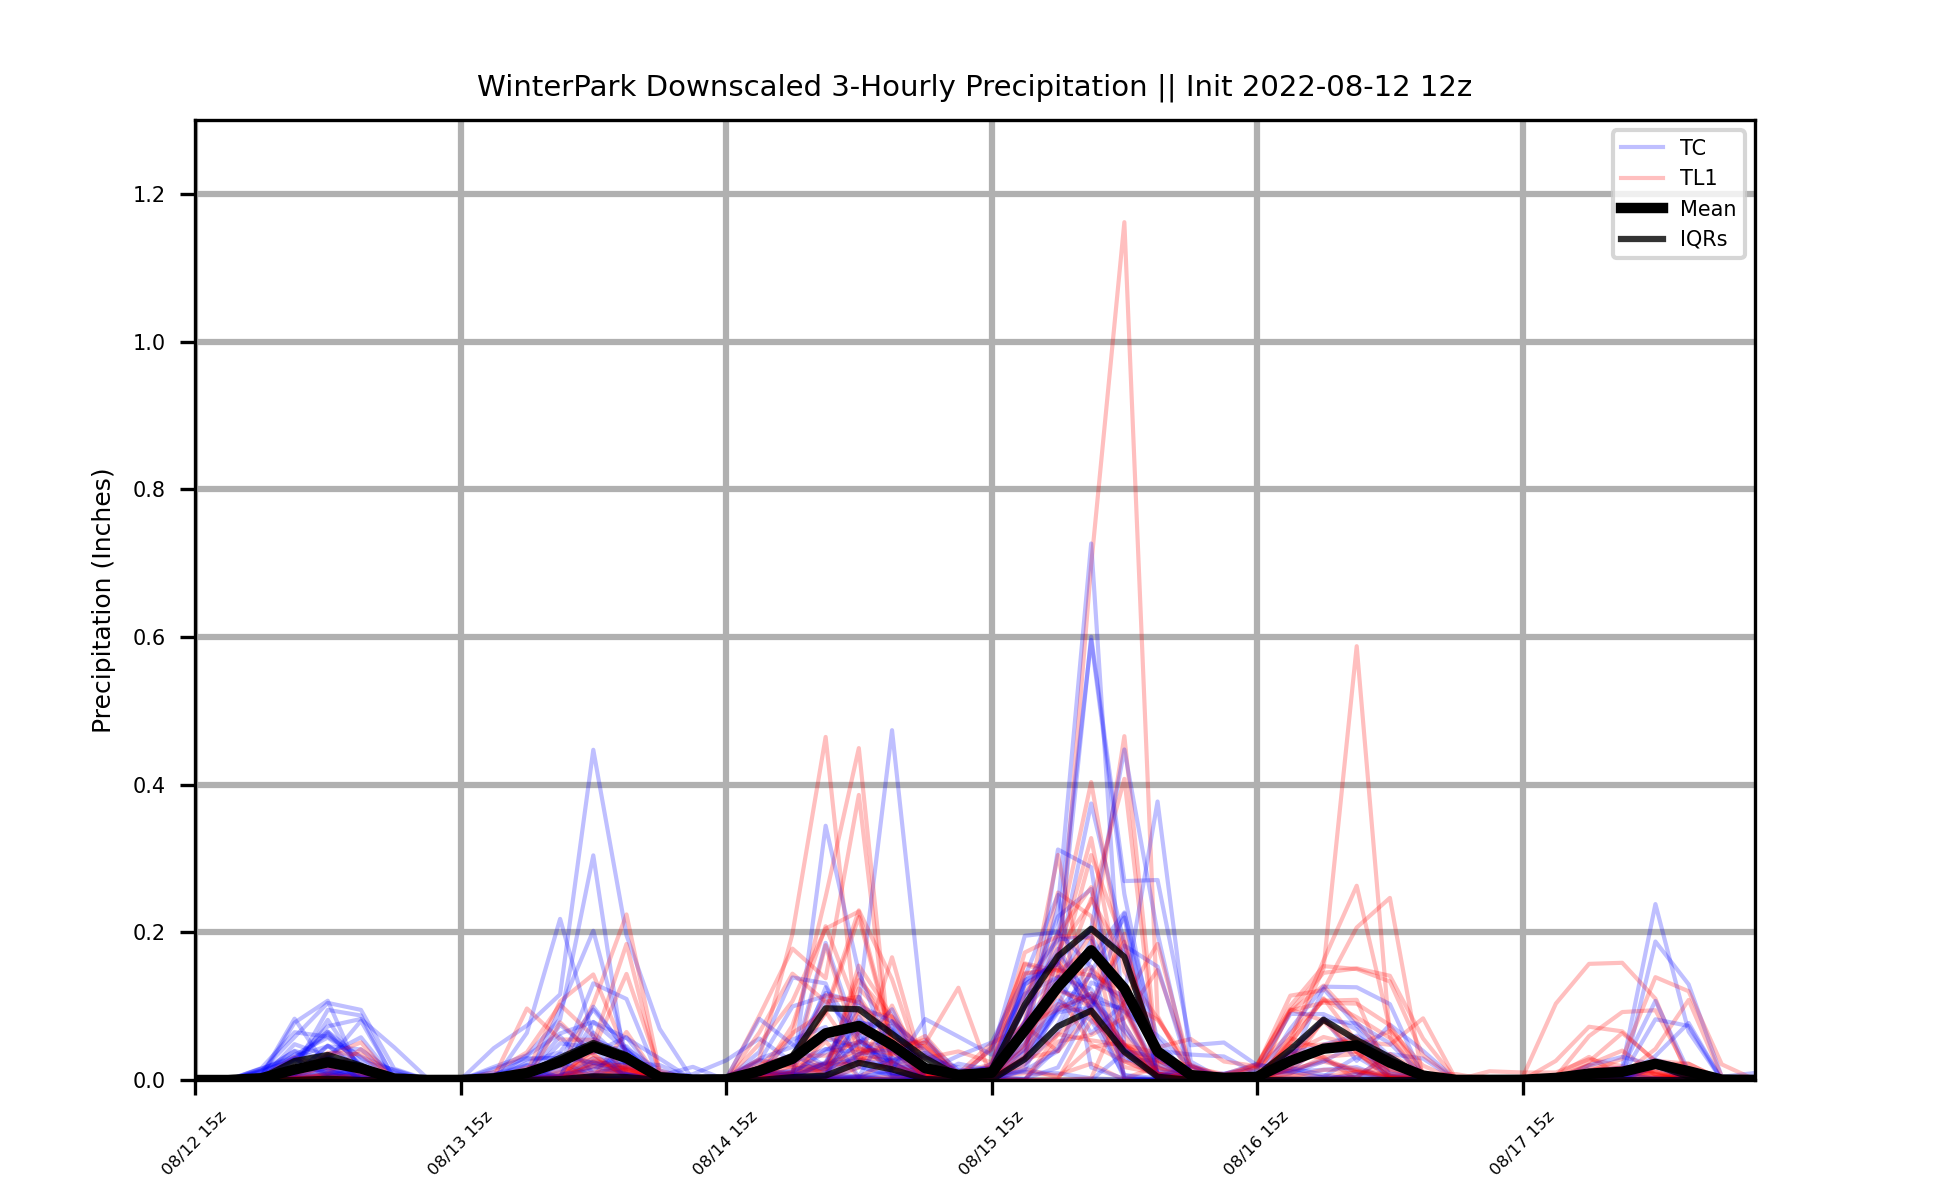 WinterPark Downscaled 3-Hourly Precipitation || Init 2022-08-12 12z
TC
TL1
Mean
IQRs
Precipitation (Inches)
1.2
1.0
0.8
0.6
0.4
0.2
0.0
08/12 15z
08/13 15z
08/14 15z
08/15 15z
08/16 15z
08/17 15z